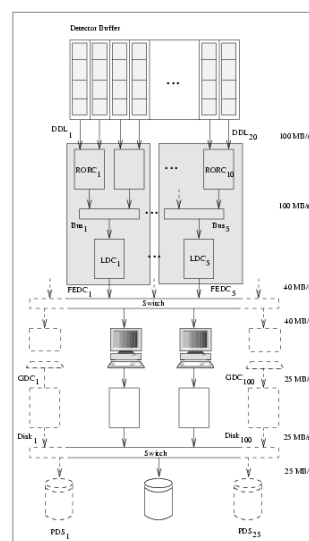 Detector Buffer
DDL1
DDL20
100 MB/s
RORC1
RORC10
100 MB/s
Bus1
Bus5
LDC1
LDC5
FEDC1
FEDC5
40 MB/s
Switch
40 MB/s
GDC1
GDC100
25 MB/s
Disk1
Disk100
25 MB/s
Switch
25 MB/s
PDS1
PDS25